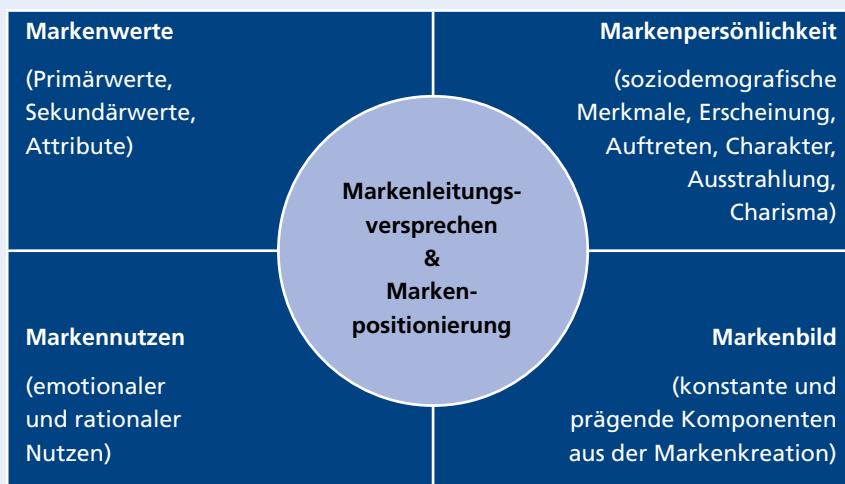 Markenwerte
(Primärwerte,
Sekundärwerte,
Attribute)
Markenpersönlichkeit
(soziodemografische
Merkmale, Erscheinung,
Auftreten, Charakter,
Ausstrahlung,
Charisma)
Markenleitungs-
versprechen
&
Marken-
positionierung
Markennutzen
(emotionaler
und rationaler
Nutzen)
Markenbild
(konstante und
prägende Komponenten
aus der Markenkreation)